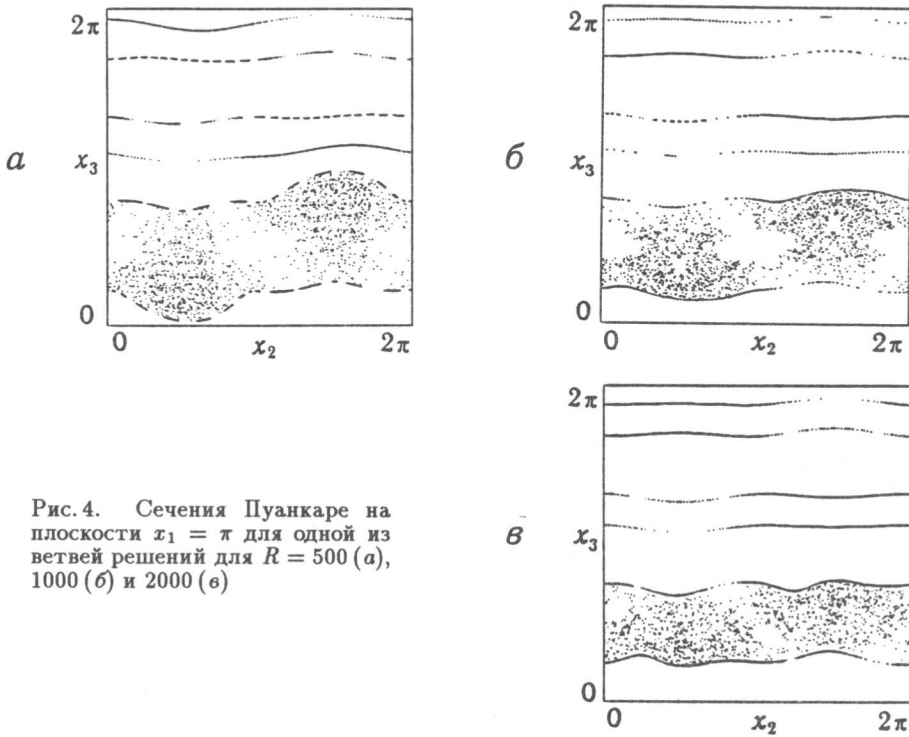 2π
а
x₃
0
0
x₂
2π
2π
б
x₃
0
0
x₂
2π
2π
в
x₃
0
0
x₂
2π
Рис. 4. Сечения Пуанкаре на
плоскости x₁ = π для одной из
ветвей решений для R = 500 (а),
1000 (б) и 2000 (в)